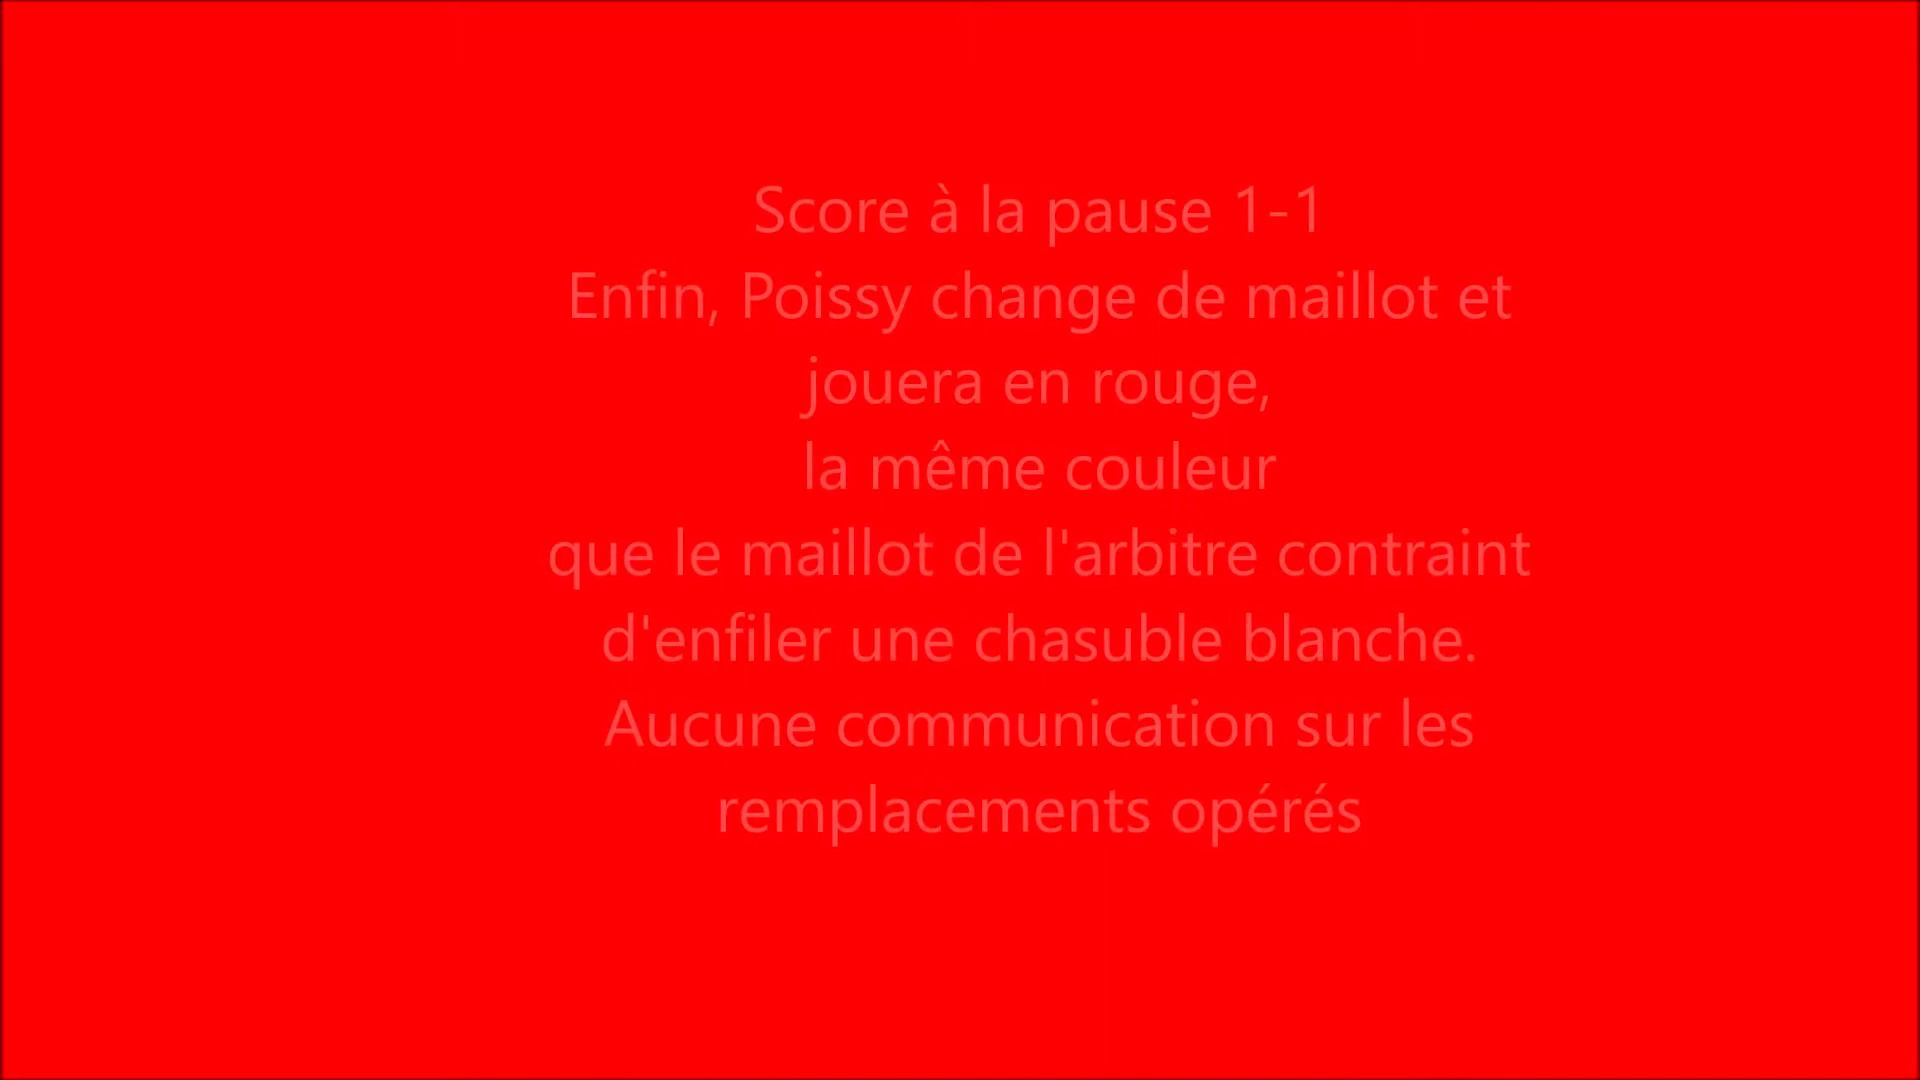 Score à la pause 1-1
Enfin, Poissy change de maillot et
jouera en rouge,
la même couleur
que le maillot de l'arbitre contraint
d'enfiler une chasuble blanche.
Aucune communication sur les
remplacements opérés